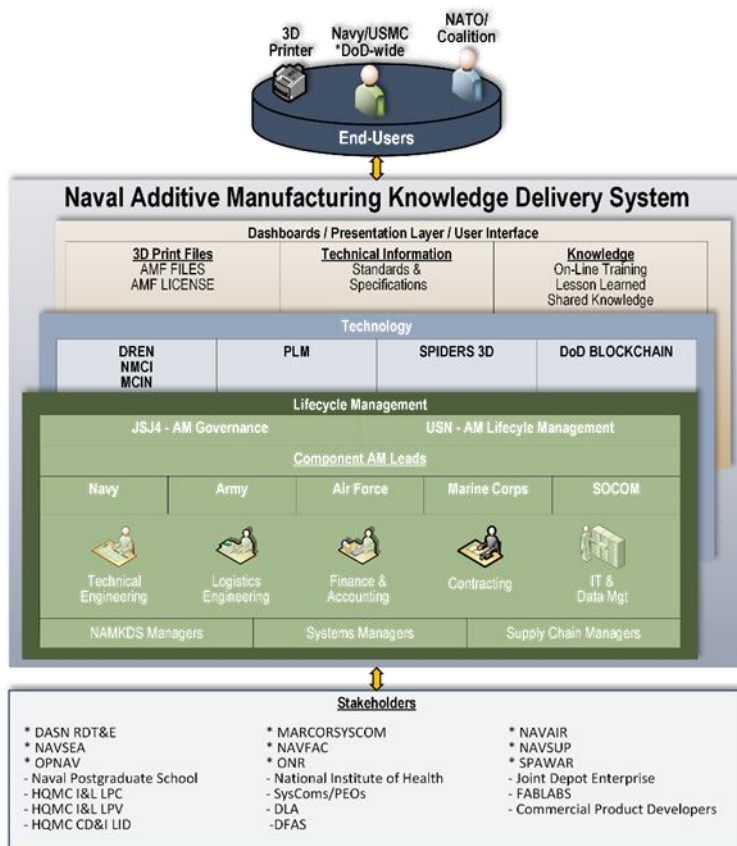 3D
Printer
Navy/USMC
*DoD-wide
NATO/
Coalition
End-Users
Naval Additive Manufacturing Knowledge Delivery System
Dashboards / Presentation Layer / User Interface
3D Print Files
AMF FILES
AMF LICENSE
Technical Information
Standards &
Specifications
Knowledge
On-Line Training
Lesson Learned
Shared Knowledge
Technology
DREN
NMCI
MCIN
PLM
SPIDERS 3D
DoD BLOCKCHAIN
Lifecycle Management
JSJ4 - AM Governance
USN - AM Lifecyle Management
Component AM Leads
Navy
Army
Air Force
Marine Corps
SOCOM
Technical
Engineering
Logistics
Engineering
Finance &
Accounting
Contracting
IT &
Data Mgt
NAMKDS Managers
Systems Managers
Supply Chain Managers
Stakeholders
* DASN RDT&E
* NAVSEA
* OPNAV
- Naval Postgraduate School
- HQMC I&L LPC
- HQMC I&L LPV
- HQMC CD&I LID
* MARCORSYSCOM
* NAVFAC
* ONR
- National Institute of Health
- SysComs/PEOs
- DLA
-DFAS
* NAVAIR
* NAVSUP
* SPAWAR
- Joint Depot Enterprise
- FABLABS
- Commercial Product Developers